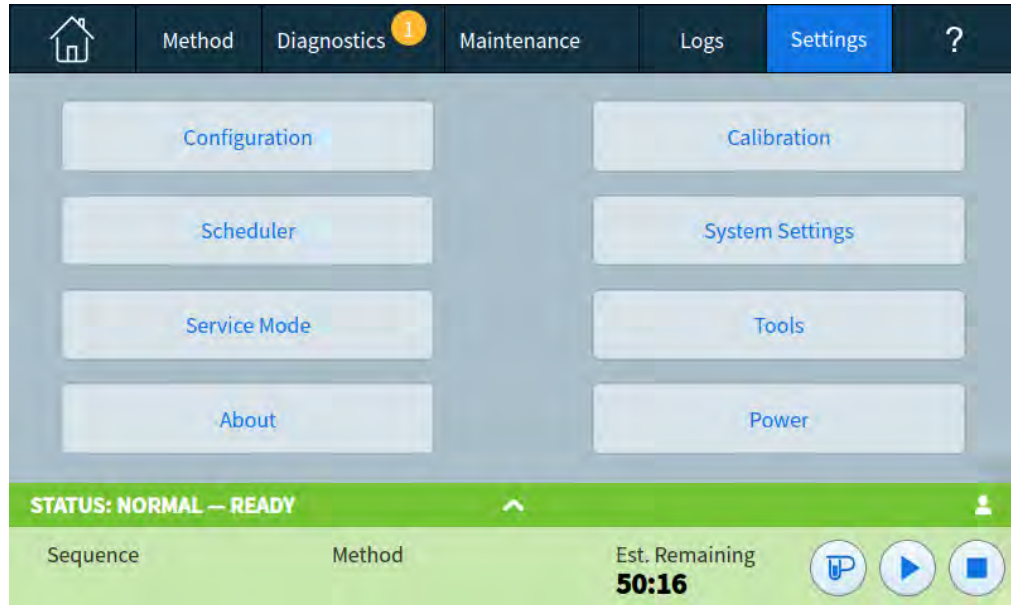 Method Diagnostics 1 Maintenance Logs Settings ?
Configuration Calibration
Scheduler System Settings
Service Mode Tools
About Power
STATUS: NORMAL — READY
Sequence Method Est. Remaining
50:16